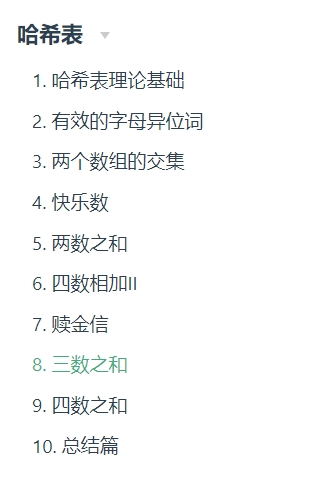 哈希表
1. 哈希表理论基础
2. 有效的字母异位词
3. 两个数组的交集
4. 快乐数
5. 两数之和
6. 四数相加II
7. 赎金信
8. 三数之和
9. 四数之和
10. 总结篇